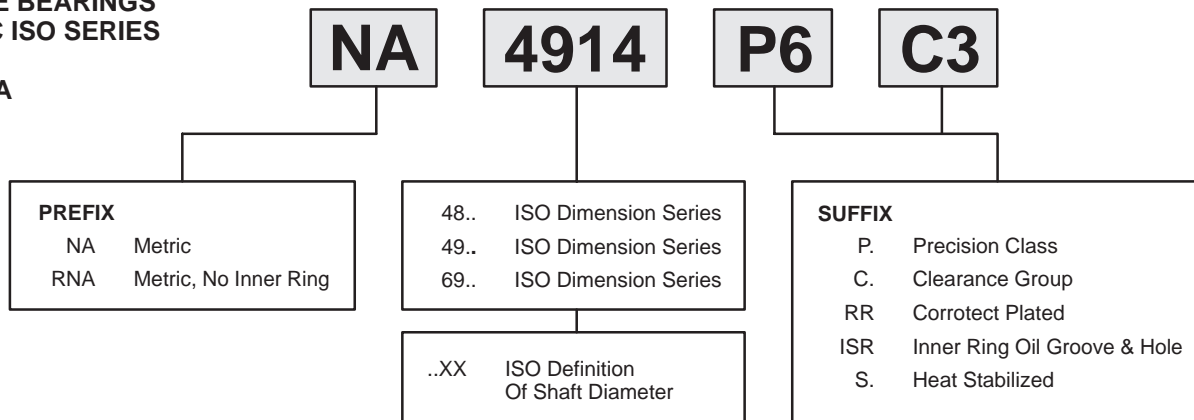 BEARINGS
ISO SERIES
NA 4914 P6 C3
PREFIX
NA Metric
RNA Metric, No Inner Ring
48.. ISO Dimension Series
49.. ISO Dimension Series
69.. ISO Dimension Series
..XX ISO Definition
Of Shaft Diameter
SUFFIX
P. Precision Class
C. Clearance Group
RR Corrotect Plated
ISR Inner Ring Oil Groove & Hole
S. Heat Stabilized